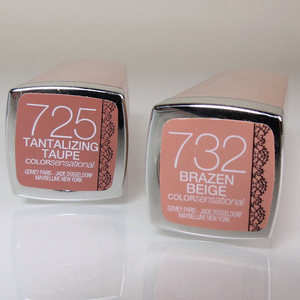 725
TANTALIZING
TAUPE
COLORsensational
GEMEY PARIS - JADE DÜSSELDORF
MAYBELLINE NEW YORK
732
BRAZEN
BEIGE
COLORsensational
GEMEY PARIS - JADE DÜSSELDORF
MAYBELLINE NEW YORK